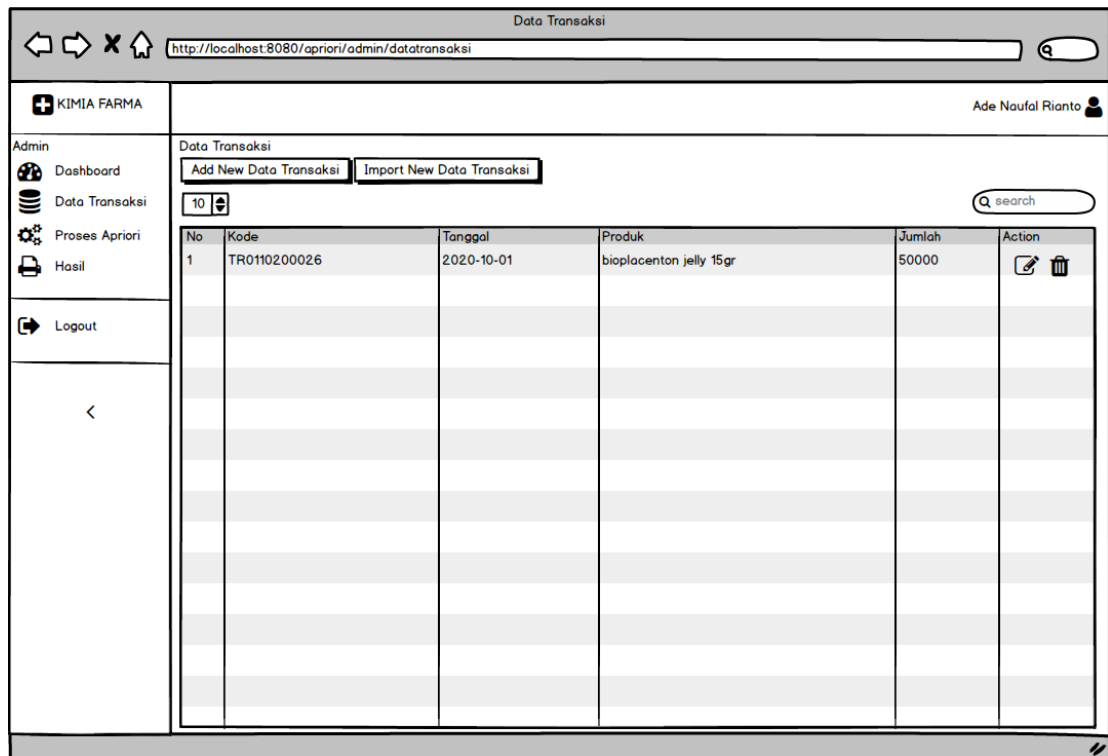 Data Transaksi
http://localhost:8080/apriori/admin/datatransaksi
KIMIA FARMA
Ade Naufal Rianto
Admin
Dashboard
Data Transaksi
Proses Apriori
Hasil
Logout
<
Data Transaksi
Add New Data Transaksi Import New Data Transaksi
10 search
No Kode Tanggal Produk Jumlah Action
1 TR0110200026 2020-10-01 bioplacenton jelly 15gr 50000